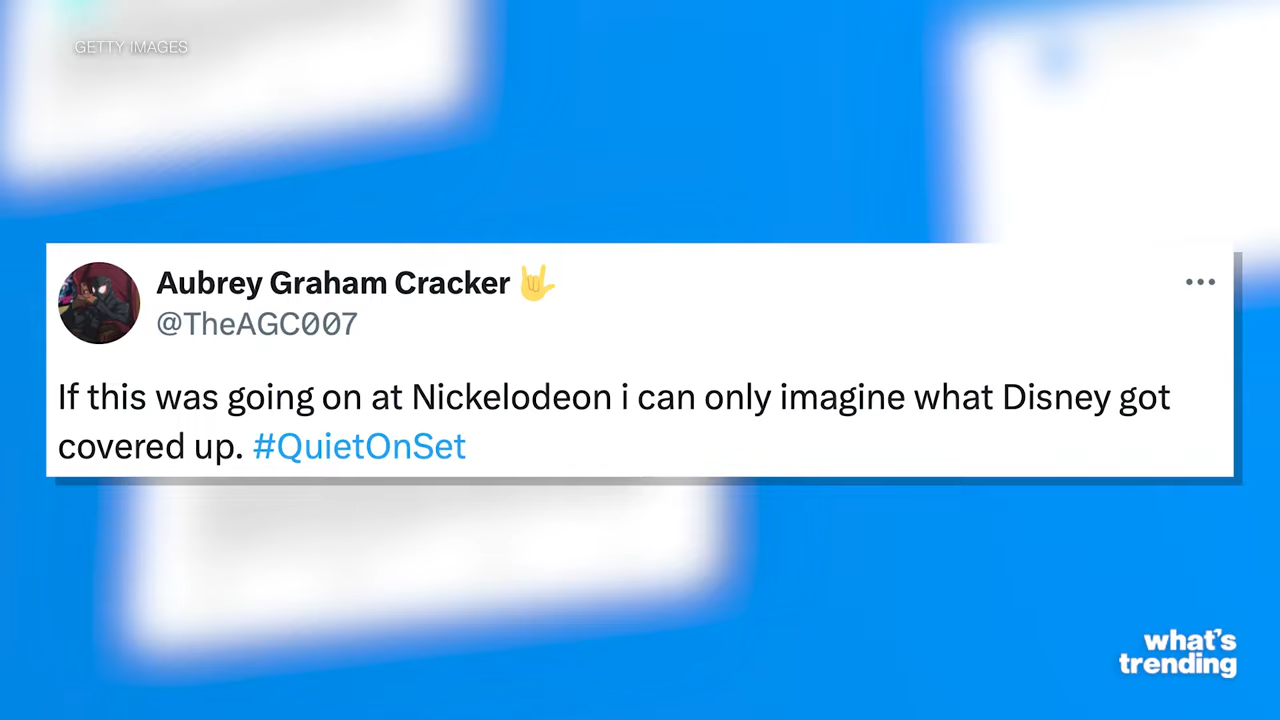 GETTY IMAGES
Aubrey Graham Cracker 🤟
@TheAGC007
If this was going on at Nickelodeon i can only imagine what Disney got
covered up. #QuietOnSet
what's
trending